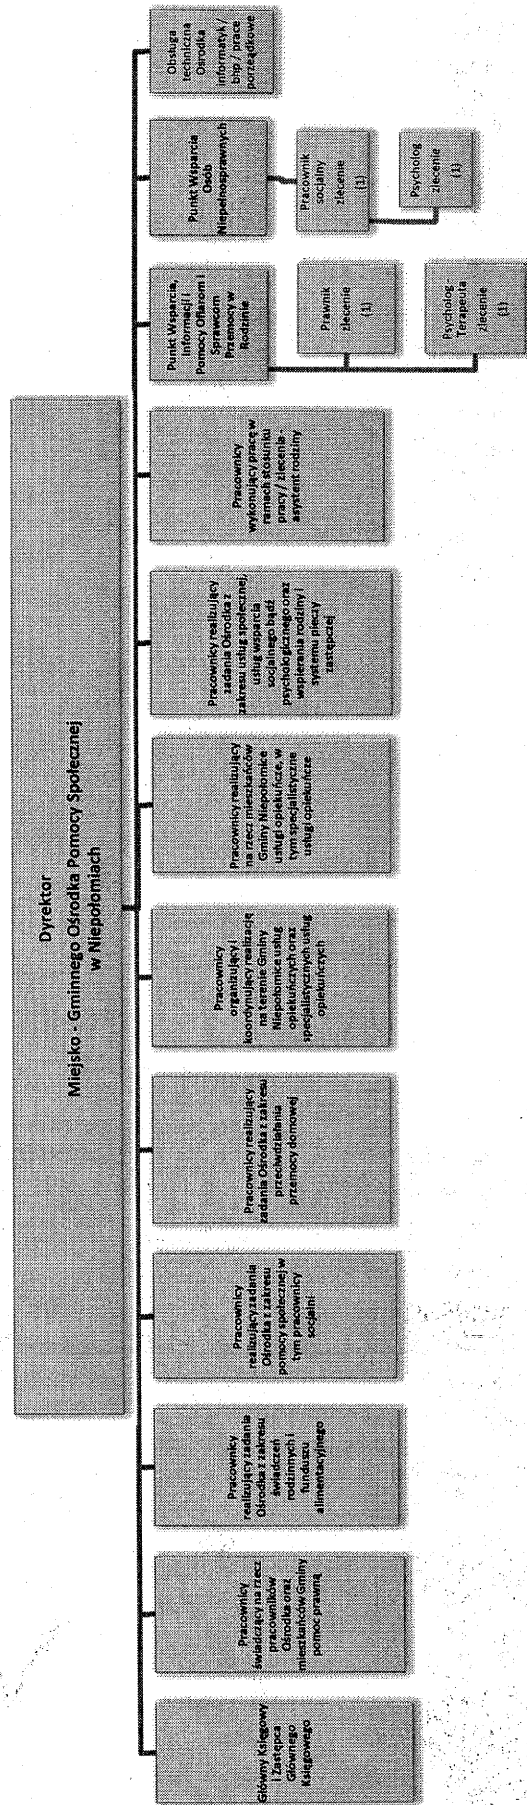 Dyrektor
Miejsko - Gminnego Ośrodka Pomocy Społecznej
w Niepołomiach
Główny Księgowy
i Zastępca
Głównego
Księgowego
Pracownicy
świadczący na rzecz
pracowników
Ośrodka oraz
mieszkańców Gminy
pomoc prawną
Pracownicy
realizujący zadania
Ośrodka z zakresu
świadczeń
rodzinnych i
funduszu
alimentacyjnego
Pracownicy
realizujący zadania
Ośrodka z zakresu
pomocy społecznej w
tym pracownicy
socjalni
Pracownicy realizujący
zadania Ośrodka z zakresu
przeciwdziałania
przemocy domowej
Pracownicy
organizujący i
koordynujący realizację
na terenie Gminy
Niepołomice usług
opiekuńczych oraz
specjalistycznych usług
opiekuńczych
Pracownicy realizujący
na rzecz mieszkańców
Gminy Niepołomice
usługi opiekuńcze, w
tym specjalistyczne
usługi opiekuńcze
Pracownicy realizujący
zadania Ośrodka z
zakresu usług społecznej,
usług wsparcia
socjalnego bądź
psychologicznego oraz
wspierania rodziny i
systemu pieczy
zastępczej
Pracownicy
wykonujący pracę w
ramach stosunku
pracy / zlecenia -
asystent rodziny
Punkt Wsparcia,
Informacji i
Pomocy Ofiarom i
Sprawcom
Przemocy w
Rodzinie
Prawnik
zlecenie
(1)
Psycholog -
Terapeuta
zlecenie
(1)
Punkt Wsparcia
Osób
Niepełnosprawnych
Pracownik
socjalny
zlecenie
(1)
Psycholog
zlecenie
(1)
Obsługa
techniczna
Ośrodka
informatyk /
bhp / prace
porządkowe